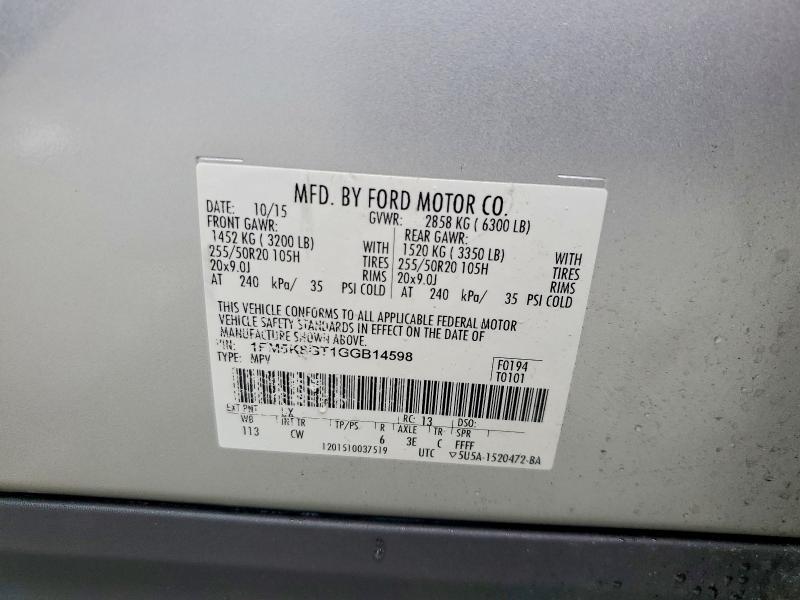 MFD. BY FORD MOTOR CO.
DATE: 10/15 GVWR: 2858 KG ( 6300 LB)
FRONT GAWR: REAR GAWR:
1452 KG ( 3200 LB) WITH 1520 KG ( 3350 LB) WITH
255/50R20 105H TIRES 255/50R20 105H TIRES
20x9.0J RIMS 20x9.0J RIMS
AT 240 kPa/ 35 PSI COLD AT 240 kPa/ 35 PSI COLD
THIS VEHICLE CONFORMS TO ALL APPLICABLE FEDERAL MOTOR
VEHICLE SAFETY STANDARDS IN EFFECT ON THE DATE OF
MANUFACTURE SHOWN ABOVE.
VIN: 1FM5K8GT1GGB14598
TYPE: MPV
F0194
T0101
EXT PNT LX RC: 13 DSO:
WB INT TR TP/PS R AXLE TR SPR
113 CW 6 3E C FFFF
1201510037519 UTC ▽5U5A-1520472-BA